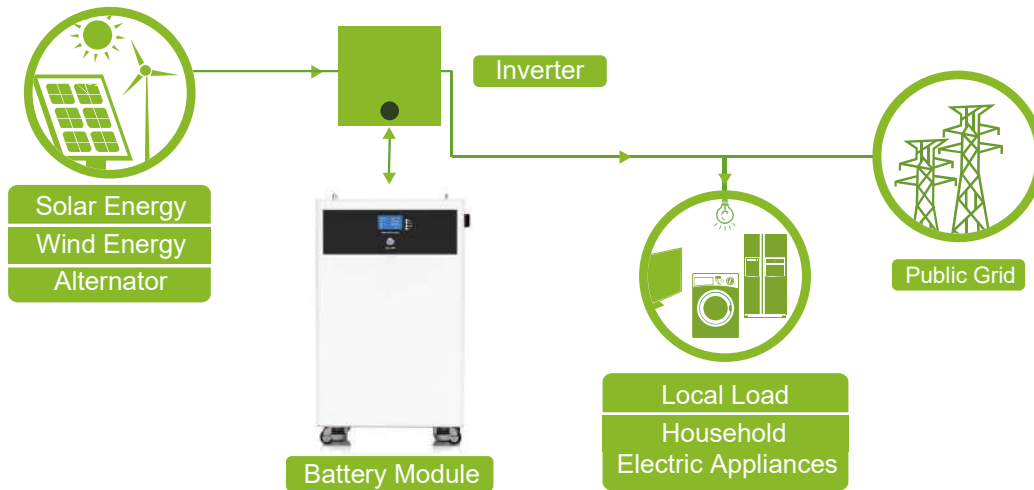 Inverter
Solar Energy
Wind Energy
Alternator
Public Grid
Local Load
Household
Electric Appliances
Battery Module